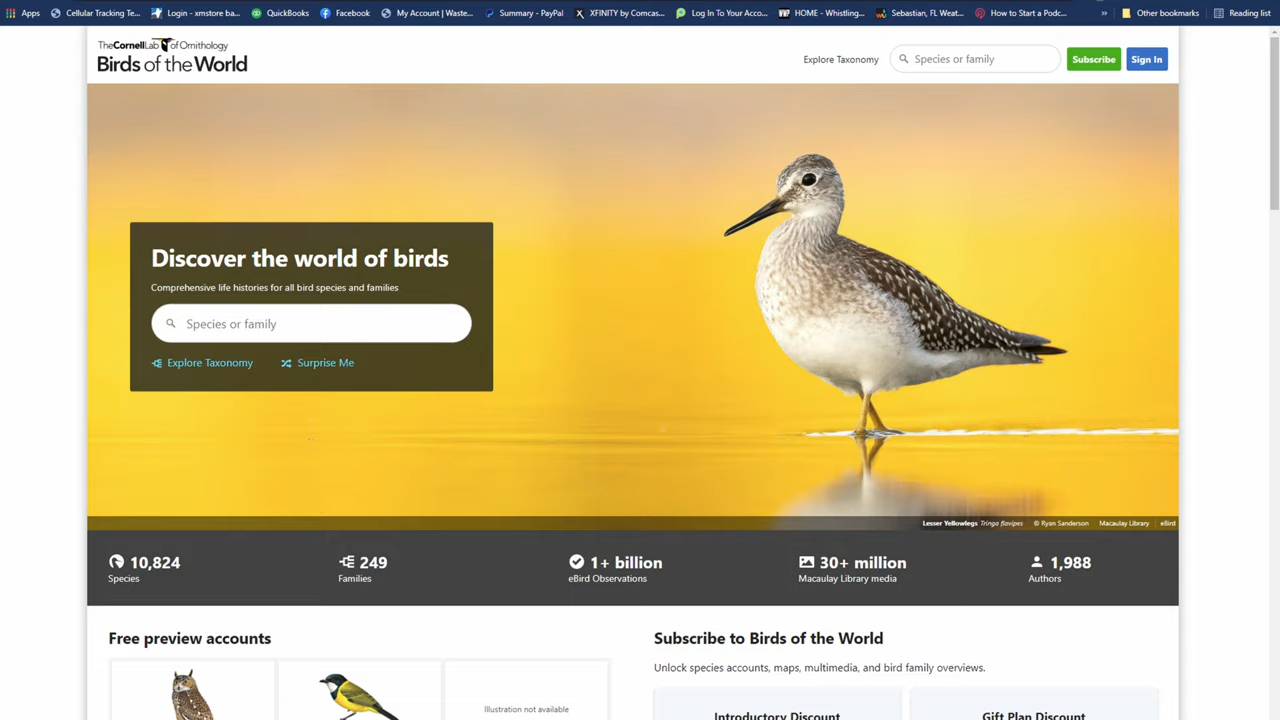 Apps
Cellular Tracking Te...
Login - xmstore ba...
QuickBooks
Facebook
My Account | Waste...
Summary - PayPal
XFINITY by Comcas...
Log In To Your Acco...
HOME - Whistling...
Sebastian, FL Weat...
How to Start a Podc...
»
Other bookmarks
Reading list
TheCornellLab of Ornithology
Birds of the World
Explore Taxonomy
Species or family
Subscribe
Sign In
Discover the world of birds
Comprehensive life histories for all bird species and families
Species or family
Explore Taxonomy
Surprise Me
Lesser Yellowlegs Tringa flavipes © Ryan Sanderson Macaulay Library eBird
10,824
Species
249
Families
1+ billion
eBird Observations
30+ million
Macaulay Library media
1,988
Authors
Free preview accounts
Illustration not available
Subscribe to Birds of the World
Unlock species accounts, maps, multimedia, and bird family overviews.
Introductory Discount
Gift Plan Discount